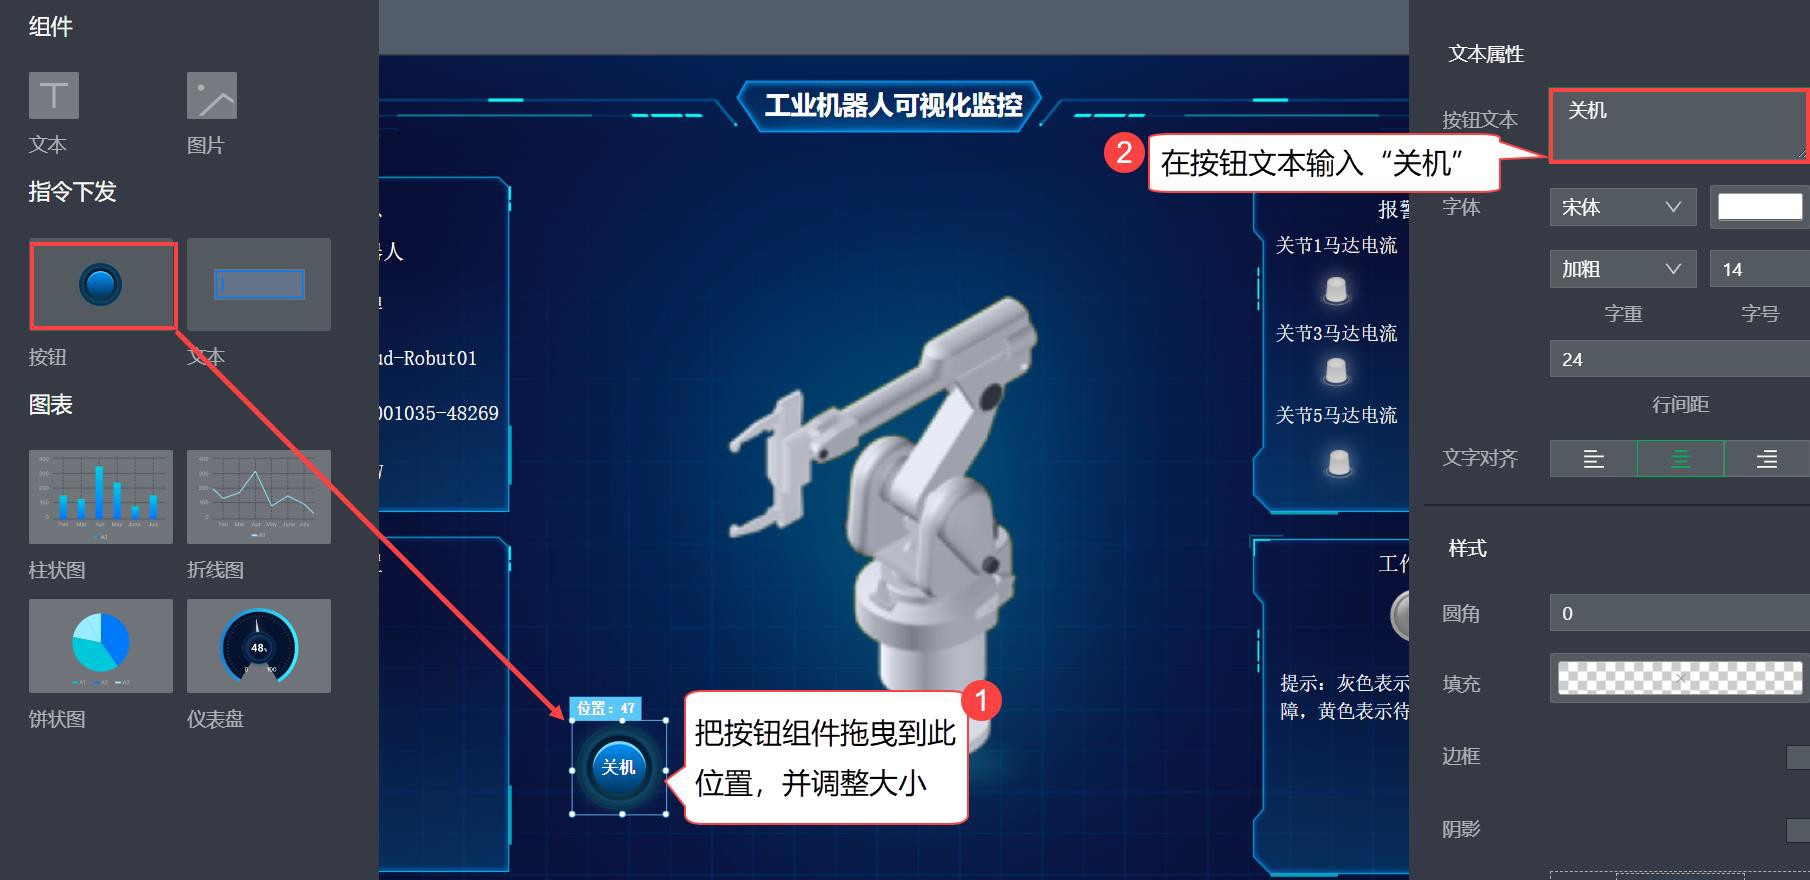 组件
文本
图片
指令下发
按钮
文本
图表
柱状图
折线图
48%
0
100
饼状图
仪表盘
工业机器人可视化监控
人
ud-Robut01
001035-48269
位置：47
关机
1
把按钮组件拖曳到此
位置，并调整大小
2
在按钮文本输入“关机”
报警
关节1马达电流
关节3马达电流
关节5马达电流
工作
提示：灰色表示
障，黄色表示待
文本属性
按钮文本
关机
字体
宋体
加粗
14
字重
字号
24
行间距
文字对齐
样式
圆角
0
填充
边框
阴影